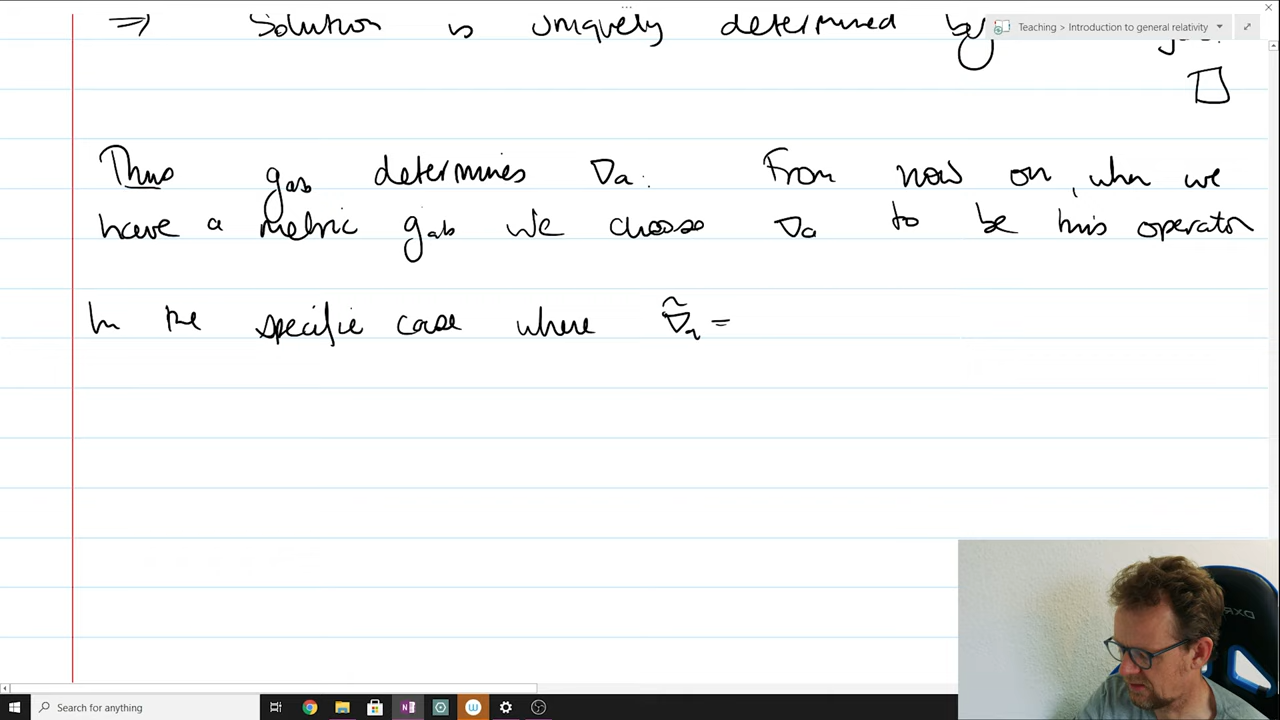 Teaching > Introduction to general relativity
⇒ Solution is uniquely determined by
□
Thus gab determines ∇a. From now on, when we
have a metric gab we choose ∇a to be this operator
In the specific case where ∇̃a =
DXR
Search for anything